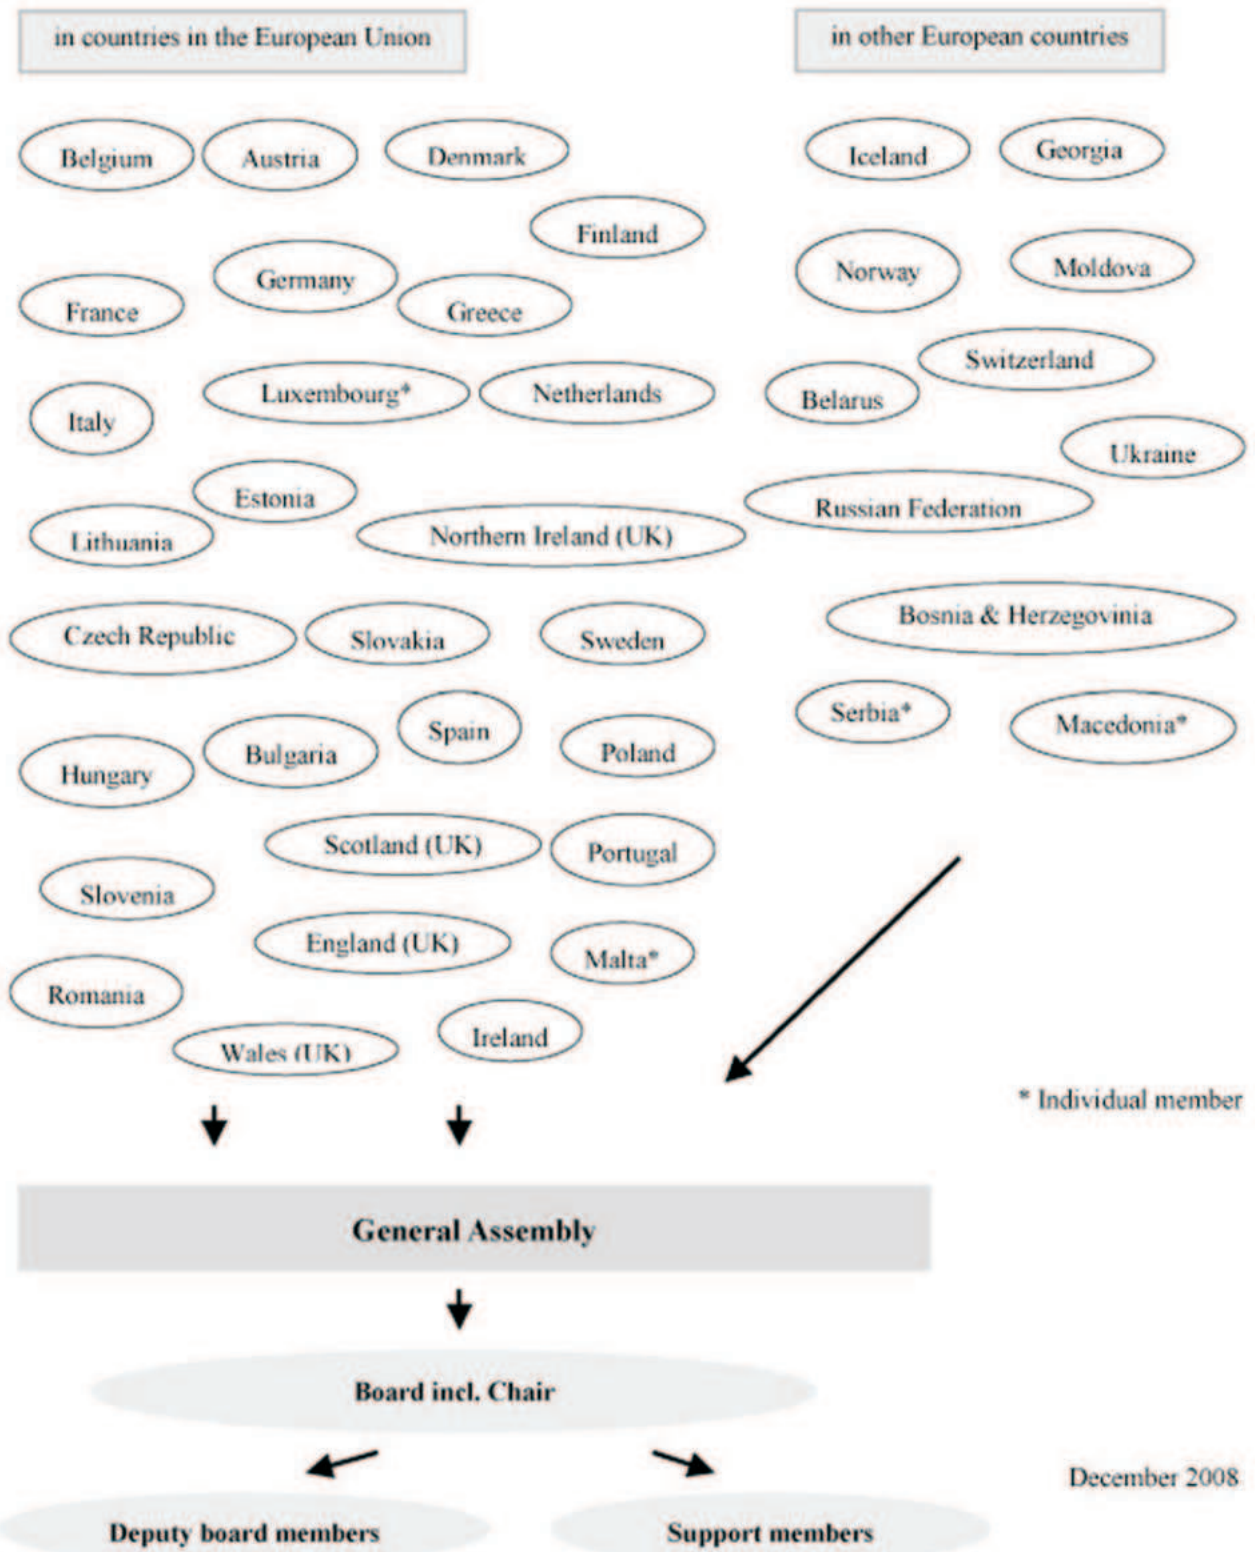 in countries in the European Union
in other European countries
Belgium
Austria
Denmark
Iceland
Georgia
Finland
Germany
Norway
Moldova
France
Greece
Switzerland
Luxembourg*
Netherlands
Belarus
Italy
Ukraine
Estonia
Russian Federation
Lithuania
Northern Ireland (UK)
Bosnia & Herzegovinia
Czech Republic
Slovakia
Sweden
Serbia*
Macedonia*
Spain
Bulgaria
Poland
Hungary
Scotland (UK)
Portugal
Slovenia
England (UK)
Malta*
Romania
Ireland
Wales (UK)
* Individual member
General Assembly
Board incl. Chair
December 2008
Deputy board members
Support members